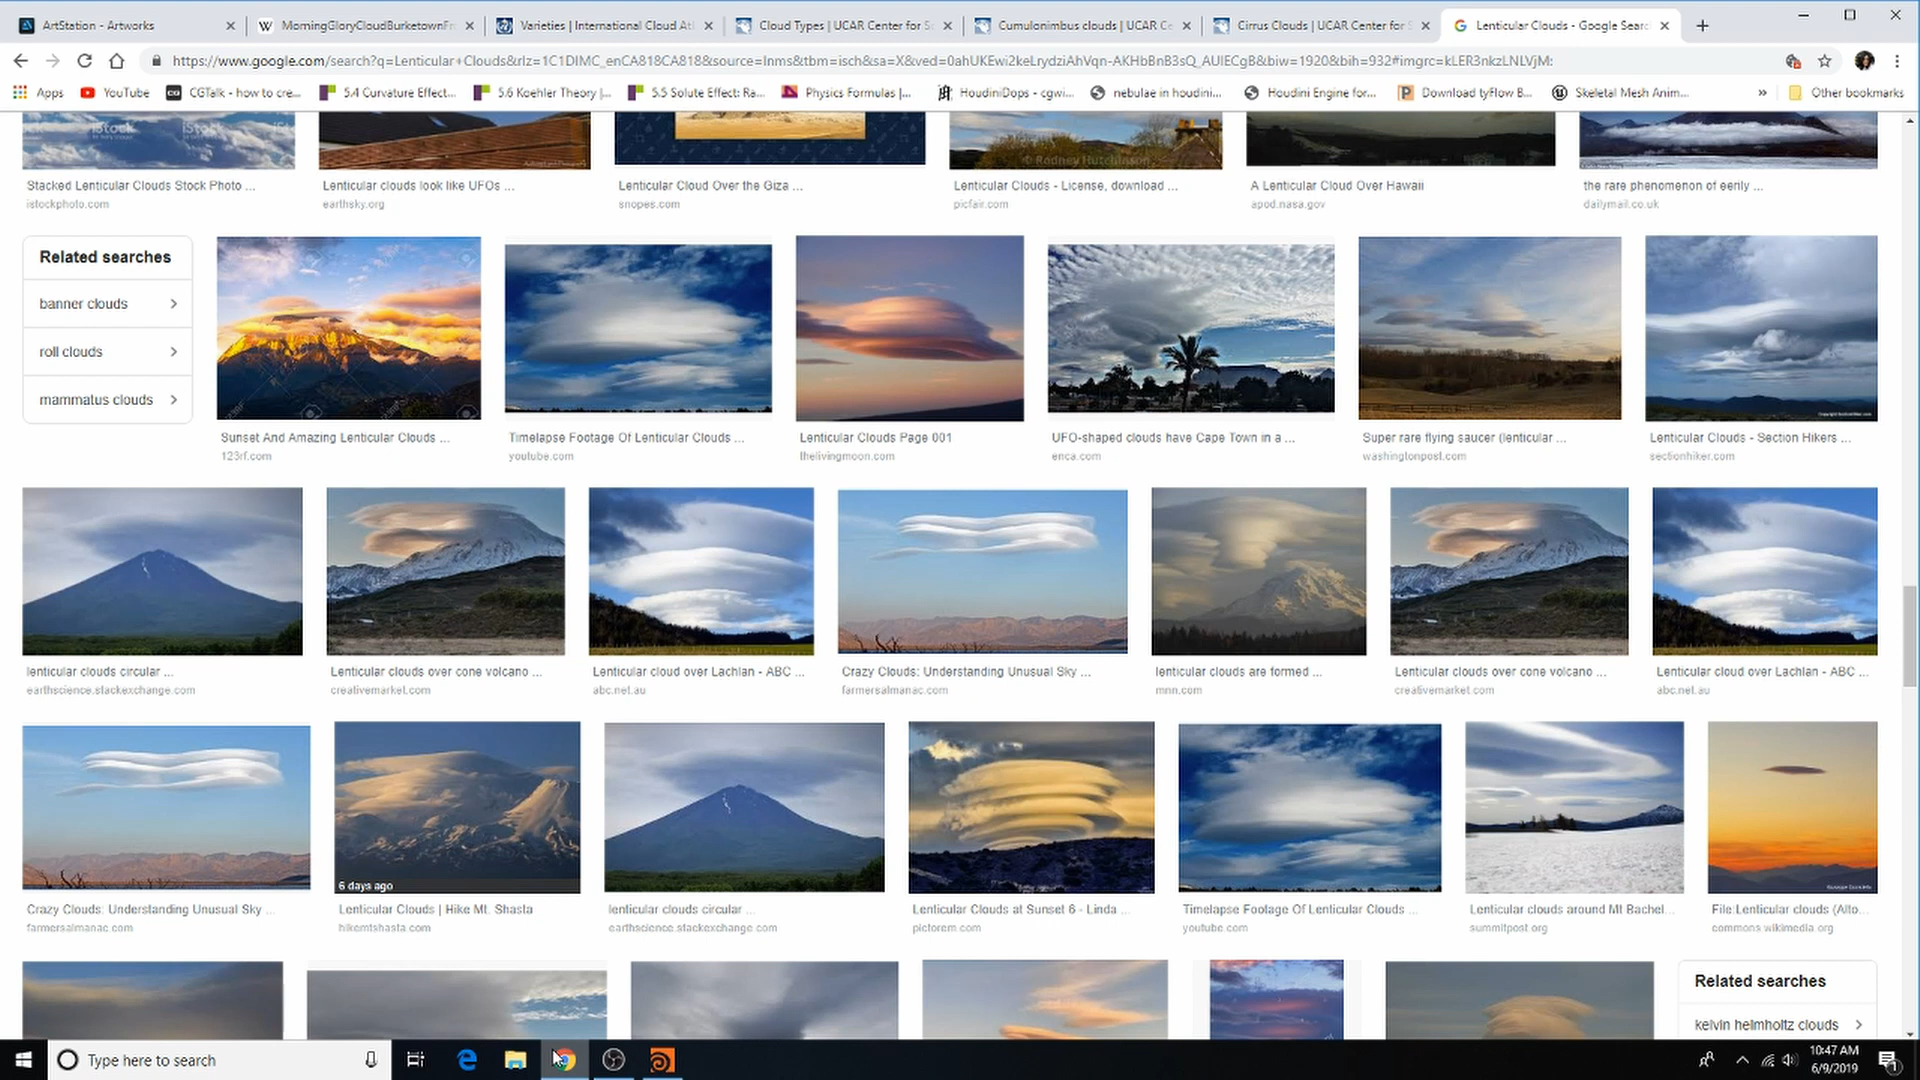 ArtStation - Artworks
MorningGloryCloudBurketownFr
Varieties | International Cloud Atl
Cloud Types | UCAR Center for S
Cumulonimbus clouds | UCAR Ce
Cirrus Clouds | UCAR Center for S
Lenticular Clouds - Google Searc
https://www.google.com/search?q=Lenticular+Clouds&rlz=1C1DIMC_enCA818CA818&source=lnms&tbm=isch&sa=X&ved=0ahUKEwi2keLrydziAhVqn-AKHbBnB3sQ_AUIECgB&biw=1920&bih=932#imgrc=kLER3nkzLNLVjM:
Apps
YouTube
CGTalk - how to cre...
5.4 Curvature Effect...
5.6 Koehler Theory |...
5.5 Solute Effect: Ra...
Physics Formulas |...
HoudiniDops - cgwi...
nebulae in houdini...
Houdini Engine for...
Download tyFlow B...
Skeletal Mesh Anim...
Other bookmarks
iStock
© Rodney Hutchinson
Stacked Lenticular Clouds Stock Photo ...
istockphoto.com
Lenticular clouds look like UFOs ...
earthsky.org
Lenticular Cloud Over the Giza ...
snopes.com
Lenticular Clouds - License, download ...
picfair.com
A Lenticular Cloud Over Hawaii
apod.nasa.gov
the rare phenomenon of eerily ...
dailymail.co.uk
Related searches
banner clouds
roll clouds
mammatus clouds
Sunset And Amazing Lenticular Clouds ...
123rf.com
Timelapse Footage Of Lenticular Clouds ...
youtube.com
Lenticular Clouds Page 001
thelivingmoon.com
UFO-shaped clouds have Cape Town in a ...
enca.com
Super rare flying saucer (lenticular ...
washingtonpost.com
Lenticular Clouds - Section Hikers ...
sectionhiker.com
lenticular clouds circular ...
earthscience.stackexchange.com
Lenticular clouds over cone volcano ...
creativemarket.com
Lenticular cloud over Lachlan - ABC ...
abc.net.au
Crazy Clouds: Understanding Unusual Sky ...
farmersalmanac.com
lenticular clouds are formed ...
mnn.com
Lenticular clouds over cone volcano ...
creativemarket.com
Lenticular cloud over Lachlan - ABC ...
abc.net.au
6 days ago
Crazy Clouds: Understanding Unusual Sky ...
farmersalmanac.com
Lenticular Clouds | Hike Mt. Shasta
hikemtshasta.com
lenticular clouds circular ...
earthscience.stackexchange.com
Lenticular Clouds at Sunset 6 - Linda ...
pictorem.com
Timelapse Footage Of Lenticular Clouds ...
youtube.com
Lenticular clouds around Mt Bachel...
summitpost.org
File:Lenticular clouds (Alto...
commons.wikimedia.org
Related searches
kelvin helmholtz clouds
Type here to search
10:47 AM
6/9/2019